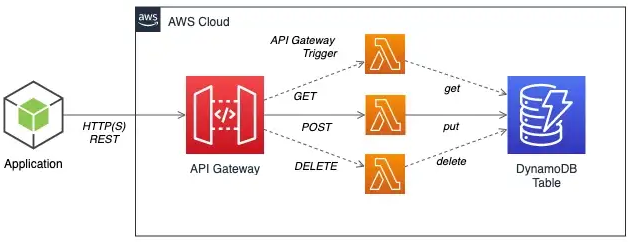 aws
AWS Cloud
API Gateway
Trigger
GET
get
HTTP(S)
REST
POST
put
Application
API Gateway
DELETE
delete
DynamoDB
Table